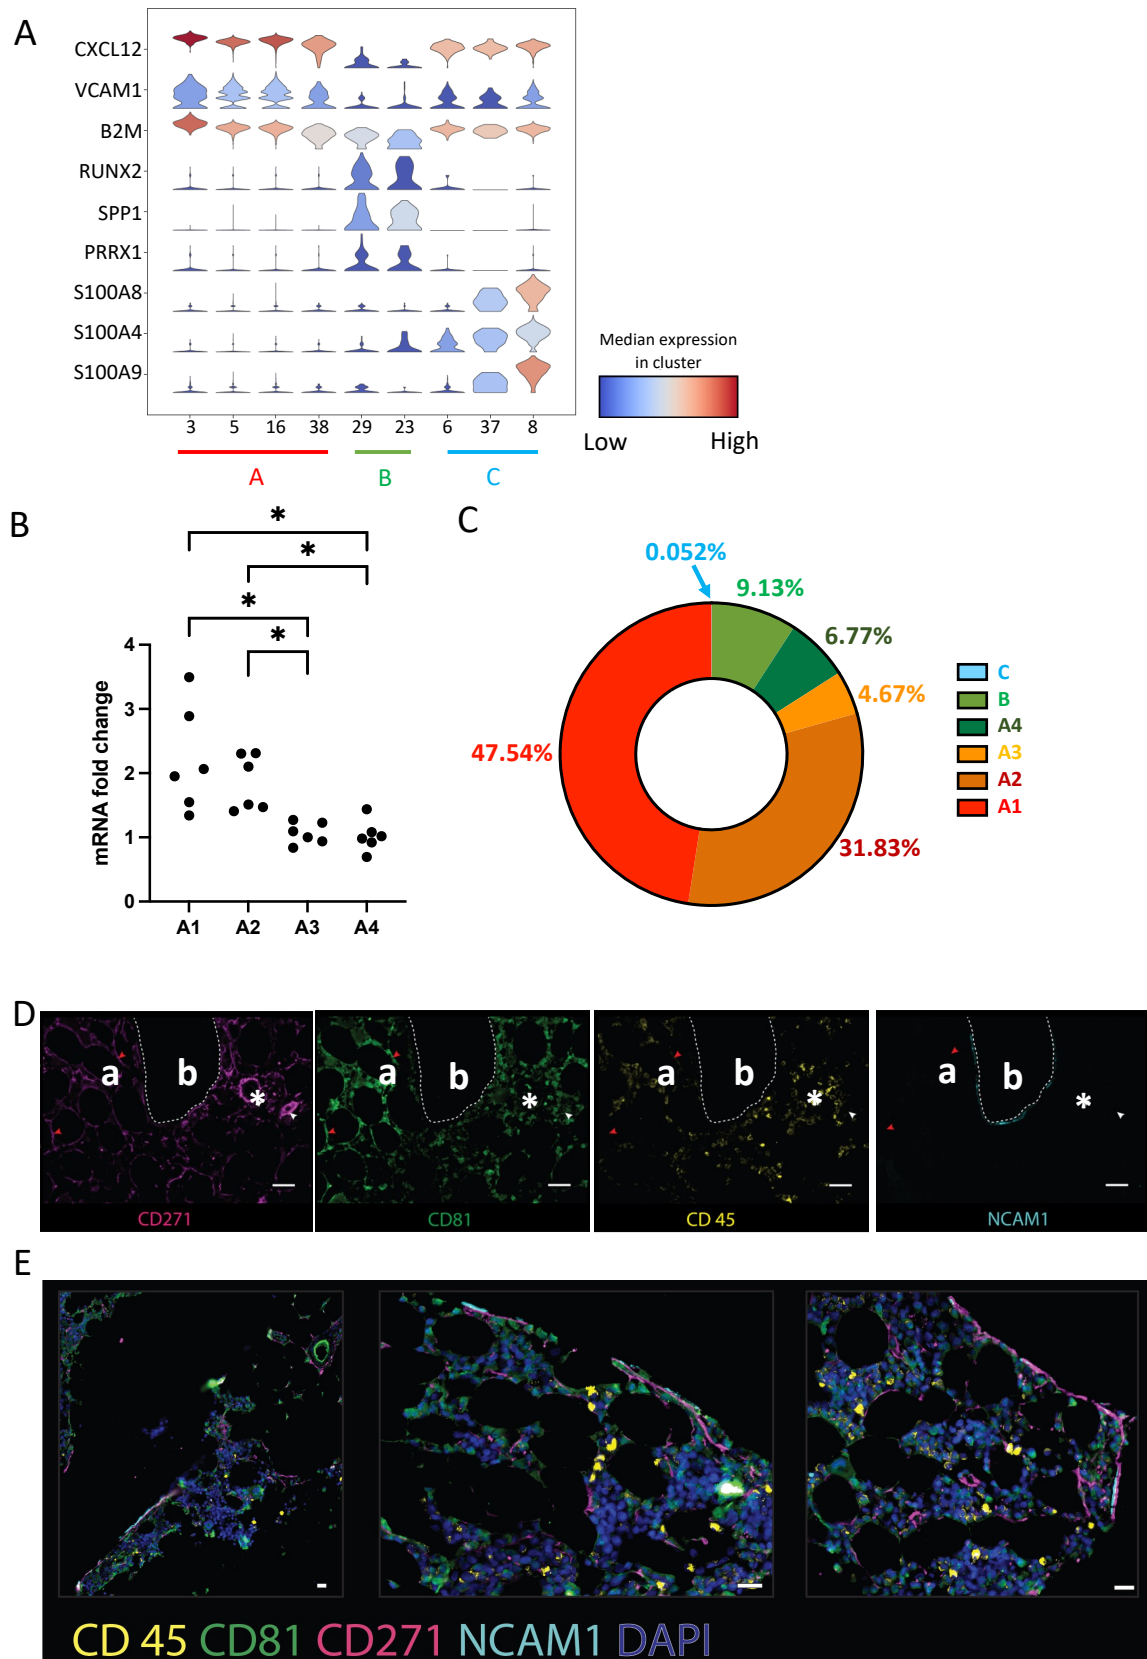 A
CXCL12
VCAM1
B2M
RUNX2
SPP1
PRRX1
S100A8
S100A4
S100A9
3 5 16 38 29 23 6 37 8
A B C
Median expression
in cluster
Low High
B
* 
*
*
*
mRNA fold change
4
3
2
1
0
A1 A2 A3 A4
C
0.052%
9.13%
6.77%
4.67%
47.54%
31.83%
C
B
A4
A3
A2
A1
D
a b *
CD271
a b *
CD81
a b *
CD 45
a b *
NCAM1
E
CD 45 CD81 CD271 NCAM1 DAPI